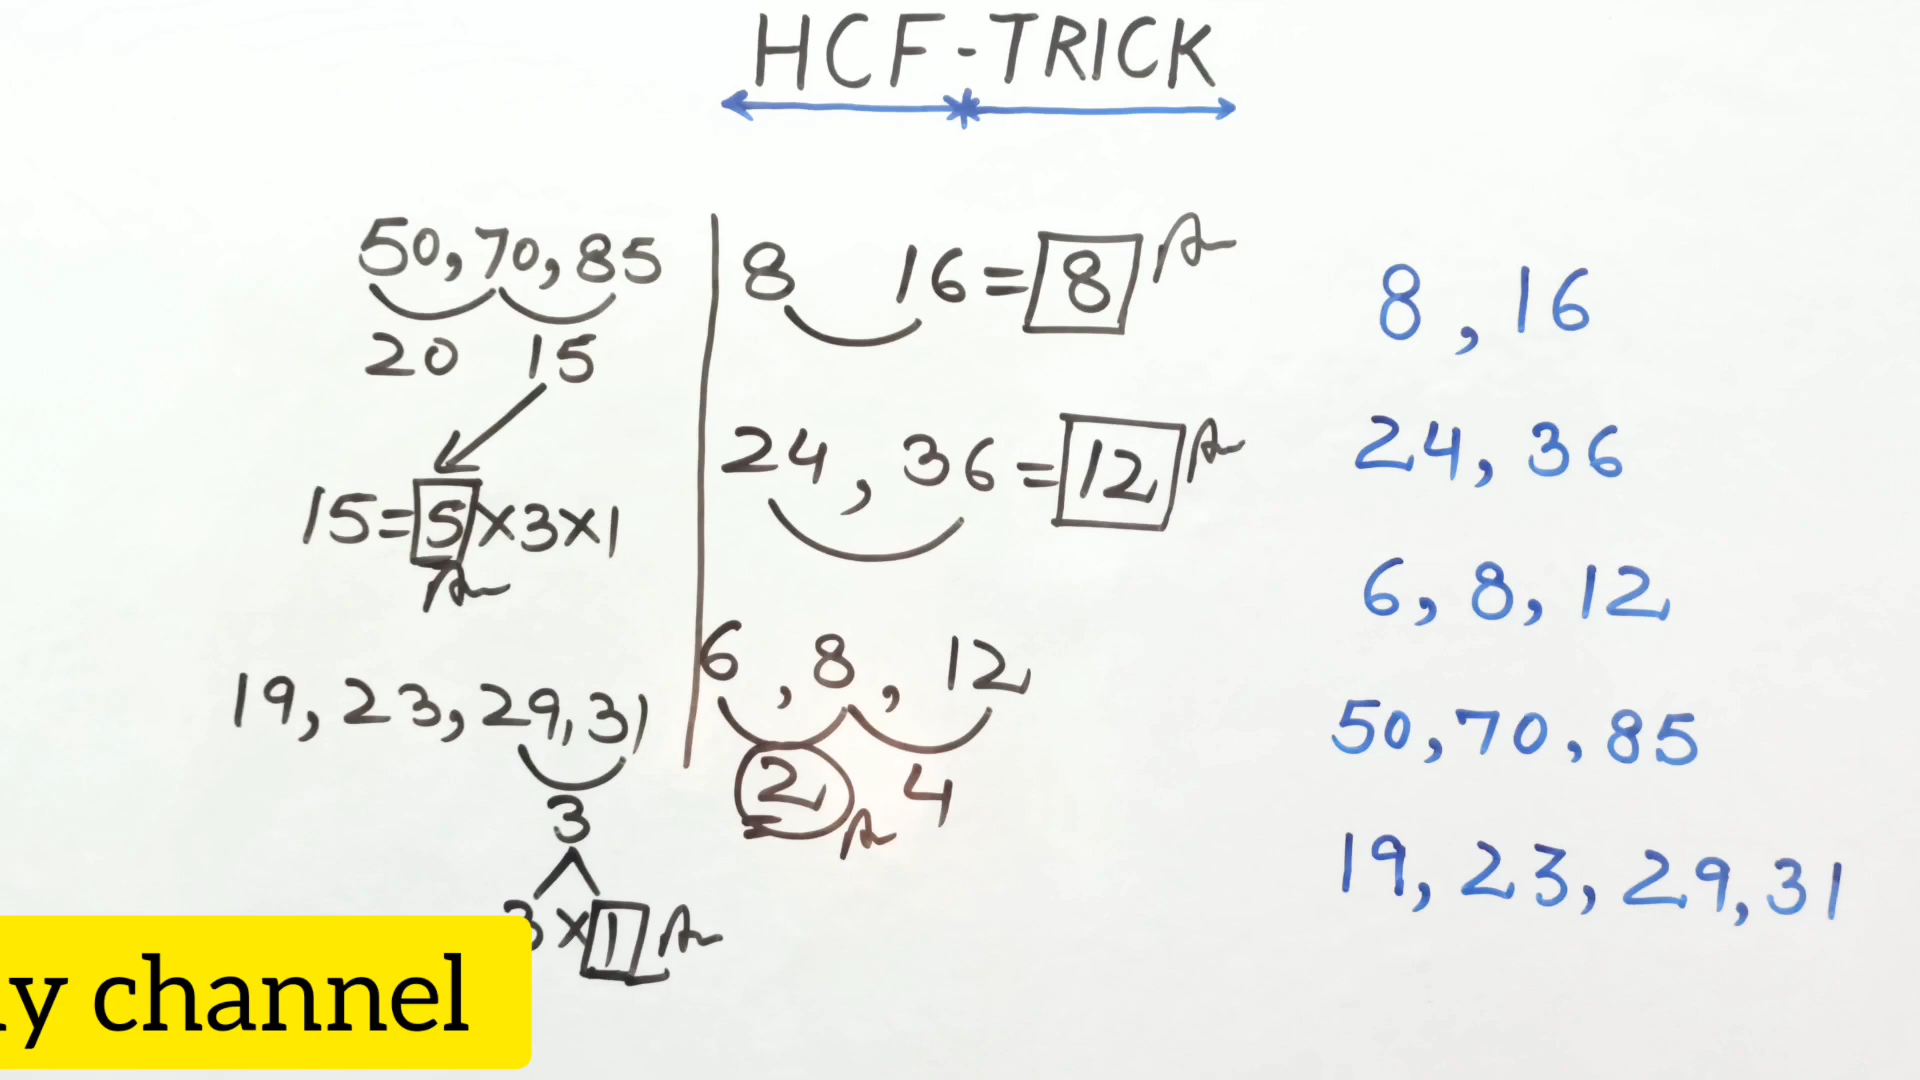 HCF-TRICK
50, 70, 85
20 15
15=5×3×1
19, 23, 29, 31
3
3×1
8 16=8
24, 36=12
6, 8, 12
2 4
8, 16
24, 36
6, 8, 12
50, 70, 85
19, 23, 29, 31
channel